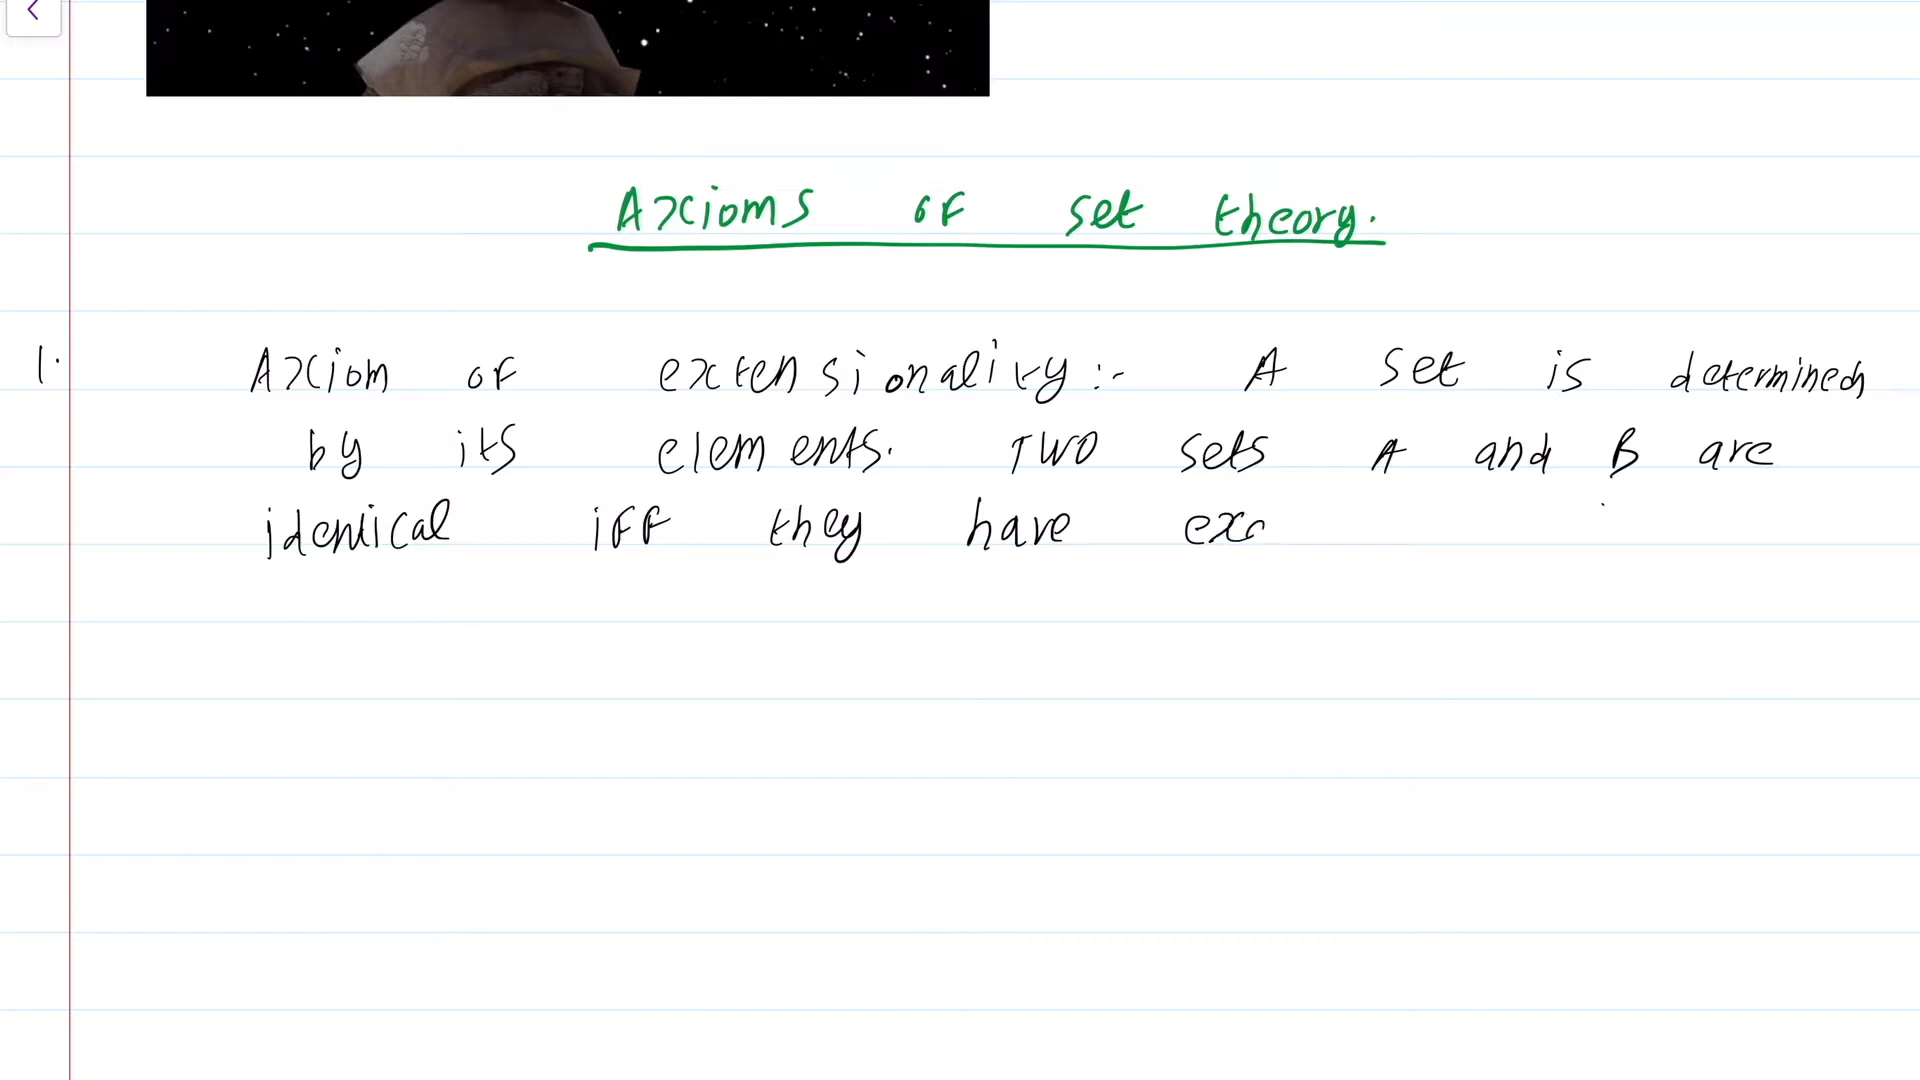 Axioms of set theory.
1. Axiom of extensionality:- A set is determined
by its elements. Two sets A and B are
identical iff they have exa